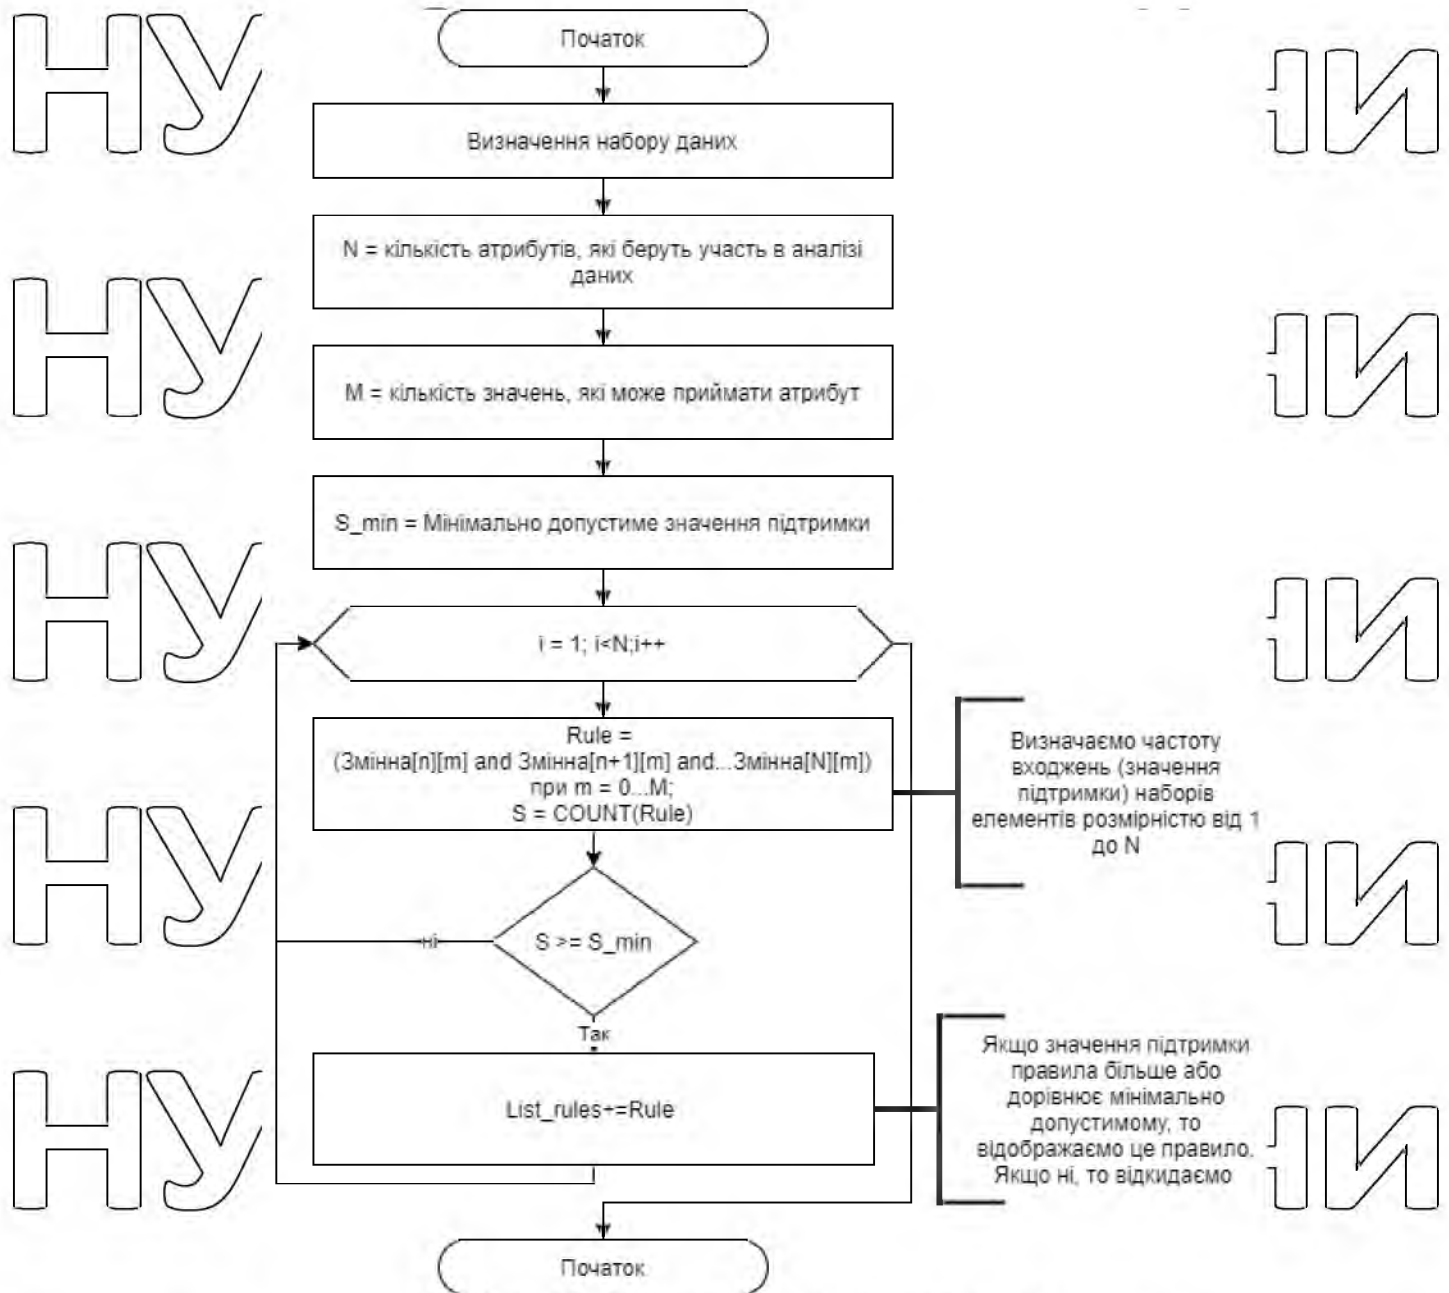 Початок
Визначення набору даних
N = кількість атрибутів, які беруть участь в аналізі
даних
M = кількість значень, які може приймати атрибут
S_min = Мінімально допустиме значення підтримки
i = 1; i<N;i++
Rule =
(Змінна[n][m] and Змінна[n+1][m] and...Змінна[N][m])
при m = 0...M;
S = COUNT(Rule)
Визначаємо частоту
входжень (значення
підтримки) наборів
елементів розмірністю від 1
до N
S >= S_min
ні
Так
List_rules+=Rule
Якщо значення підтримки
правила більше або
дорівнює мінімально
допустимому, то
відображаємо це правило.
Якщо ні, то відкидаємо
Початок
НУ
НУ
НУ
НУ
НУ
И
И
И
И
И